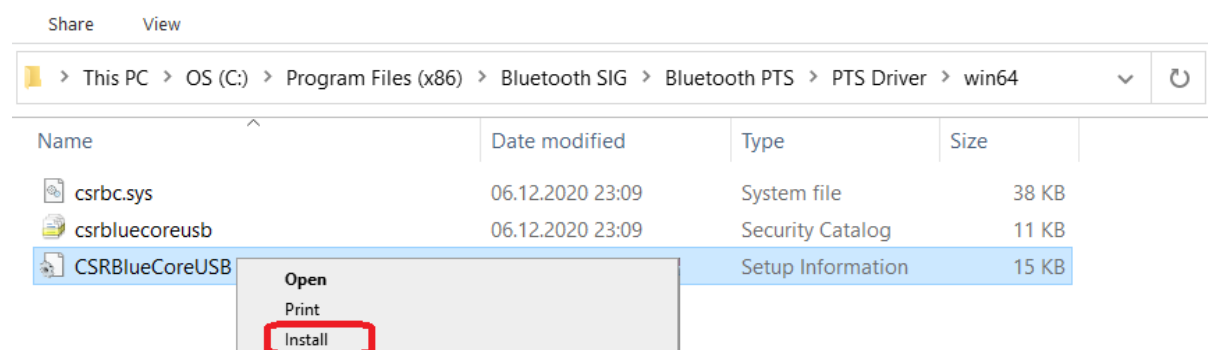 Share View
This PC > OS (C:) > Program Files (x86) > Bluetooth SIG > Bluetooth PTS > PTS Driver > win64
Name Date modified Type Size
csrbc.sys 06.12.2020 23:09 System file 38 KB
csrbluecoreusb 06.12.2020 23:09 Security Catalog 11 KB
CSRBlueCoreUSB Setup Information 15 KB
Open
Print
Install